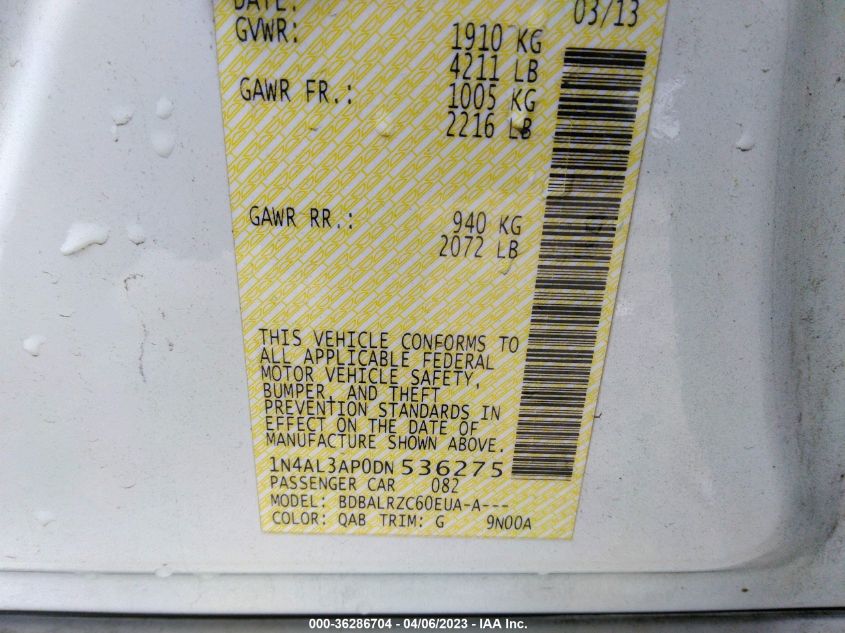 DATE: 03/13
GVWR: 1910 KG
4211 LB
GAWR FR.: 1005 KG
2216 LB
GAWR RR.: 940 KG
2072 LB
THIS VEHICLE CONFORMS TO
ALL APPLICABLE FEDERAL
MOTOR VEHICLE SAFETY,
BUMPER, AND THEFT
PREVENTION STANDARDS IN
EFFECT ON THE DATE OF
MANUFACTURE SHOWN ABOVE.
1N4AL3AP0DN536275
PASSENGER CAR 082
MODEL: BDBALRZC60EUA-A---
COLOR: QAB TRIM: G 9N00A
000-36286704 - 04/06/2023 - IAA Inc.